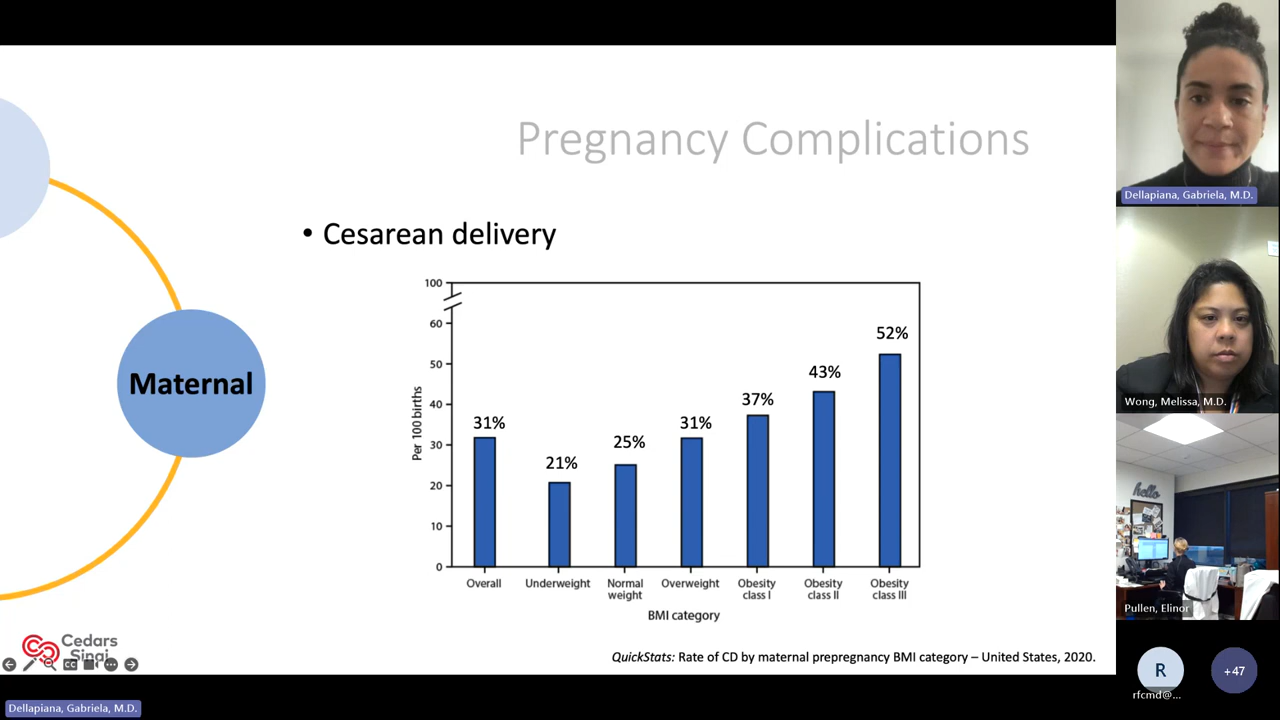 Pregnancy Complications
• Cesarean delivery
Maternal
100
60
50
40
30
20
10
0
Per 100 births
31%
21%
25%
31%
37%
43%
52%
Overall
Underweight
Normal
weight
Overweight
Obesity
class I
Obesity
class II
Obesity
class III
BMI category
QuickStats: Rate of CD by maternal prepregnancy BMI category – United States, 2020.
Cedars
Sinai
CC
Dellapiana, Gabriela, M.D.
Dellapiana, Gabriela, M.D.
Wong, Melissa, M.D.
hello
Pullen, Elinor
R
rfcmd@...
+47